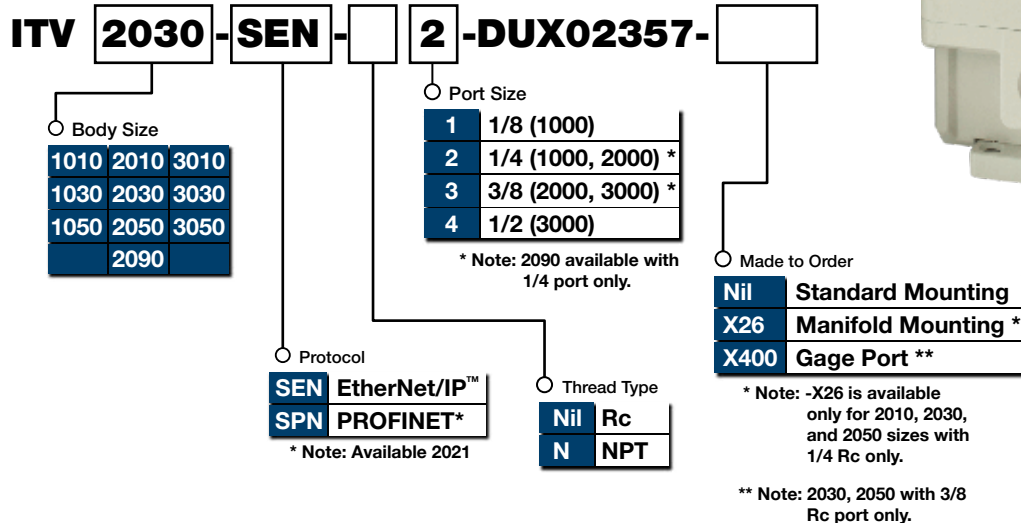 ITV 2030 - SEN - 2 -DUX02357-
Port Size
1 1/8 (1000)
2 1/4 (1000, 2000) *
3 3/8 (2000, 3000) *
4 1/2 (3000)
* Note: 2090 available with
1/4 port only.
Body Size
1010 2010 3010
1030 2030 3030
1050 2050 3050
2090
Made to Order
Nil Standard Mounting
X26 Manifold Mounting *
X400 Gage Port **
* Note: -X26 is available
only for 2010, 2030,
and 2050 sizes with
1/4 Rc only.
** Note: 2030, 2050 with 3/8
Rc port only.
Protocol
SEN EtherNet/IP™
SPN PROFINET*
* Note: Available 2021
Thread Type
Nil Rc
N NPT